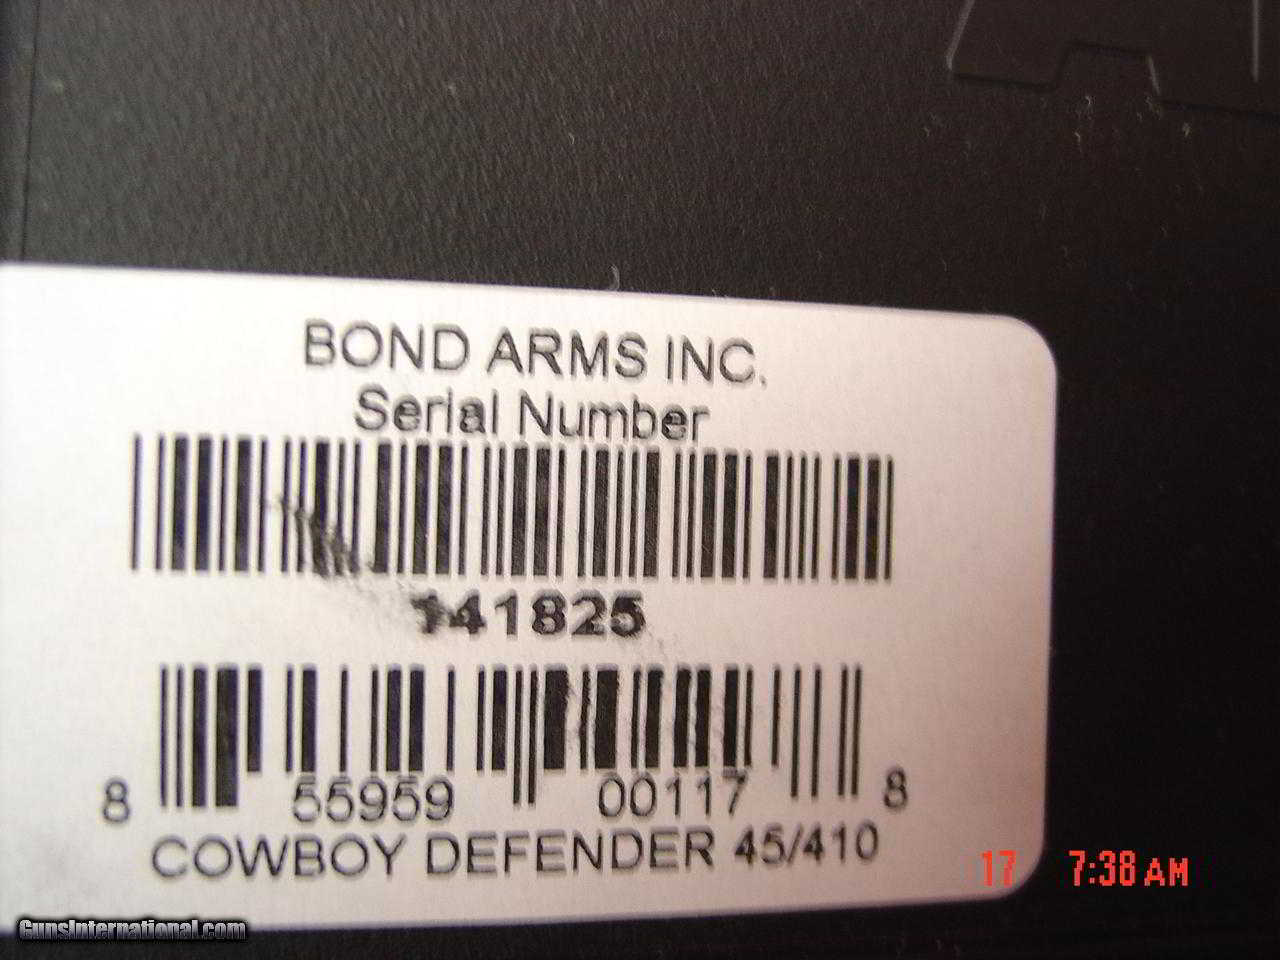 BOND ARMS INC.
Serial Number
141825
8 55959 00117 8
COWBOY DEFENDER 45/410
17 7:38 AM
GunsInternational.com